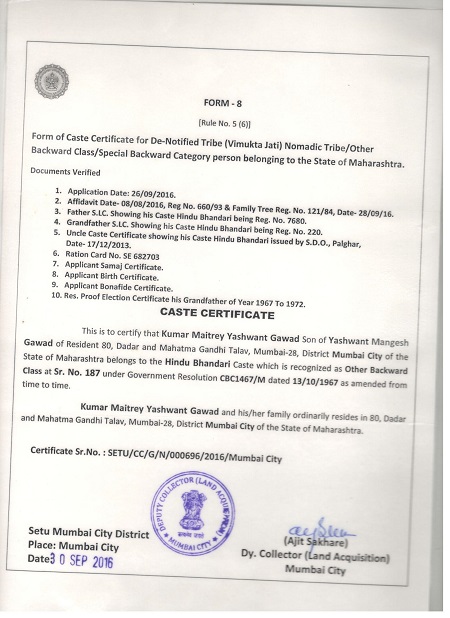 FORM - 8
[Rule No. 5 (6)]
Form of Caste Certificate for De-Notified Tribe (Vimukta Jati) Nomadic Tribe/Other
Backward Class/Special Backward Category person belonging to the State of Maharashtra.
Documents Verified
1. Application Date: 26/09/2016.
2. Affidavit Date- 08/08/2016, Reg No. 660/93 & Family Tree Reg. No. 121/84, Date- 28/09/16.
3. Father S.I.C. Showing his Caste Hindu Bhandari being Reg. No. 7680.
4. Grandfather S.I.C. Showing his Caste Hindu Bhandari being Reg. No. 220.
5. Uncle Caste Certificate showing his Caste Hindu Bhandari issued by S.D.O., Palghar,
Date- 17/12/2013.
6. Ration Card No. SE 682703
7. Applicant Samaj Certificate.
8. Applicant Birth Certificate.
9. Applicant Bonafide Certificate.
10. Res. Proof Election Certificate his Grandfather of Year 1967 To 1972.
CASTE CERTIFICATE
This is to certify that Kumar Maitrey Yashwant Gawad Son of Yashwant Mangesh
Gawad of Resident 80, Dadar and Mahatma Gandhi Talav, Mumbai-28, District Mumbai City of the
State of Maharashtra belongs to the Hindu Bhandari Caste which is recognized as Other Backward
Class at Sr. No. 187 under Government Resolution CBC1467/M dated 13/10/1967 as amended from
time to time.
Kumar Maitrey Yashwant Gawad and his/her family ordinarily resides in 80, Dadar
and Mahatma Gandhi Talav, Mumbai-28, District Mumbai City of the State of Maharashtra.
Certificate Sr.No. : SETU/CC/G/N/000696/2016/Mumbai City
DEPUTY COLLECTOR (LAND ACQUISITION)
सत्यमेव जयते
MUMBAI CITY
Setu Mumbai City District
Place: Mumbai City
Date 30 SEP 2016
(Ajit Sakhare)
Dy. Collector (Land Acquisition)
Mumbai City